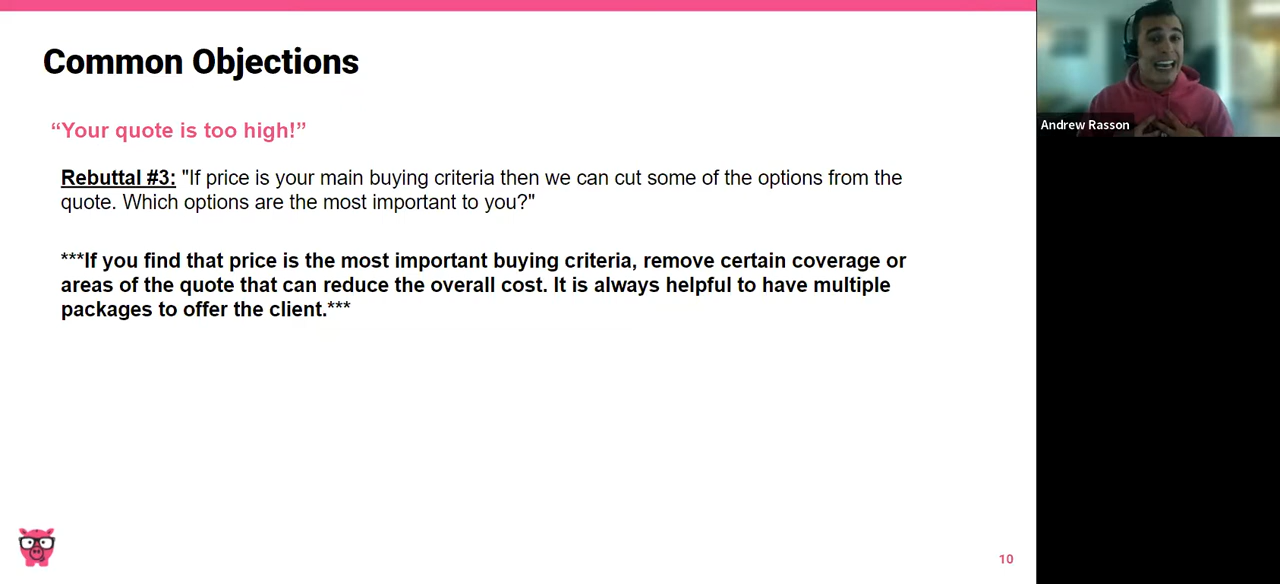 Common Objections
“Your quote is too high!”
Rebuttal #3: "If price is your main buying criteria then we can cut some of the options from the
quote. Which options are the most important to you?"
***If you find that price is the most important buying criteria, remove certain coverage or
areas of the quote that can reduce the overall cost. It is always helpful to have multiple
packages to offer the client.***
10
Andrew Rasson